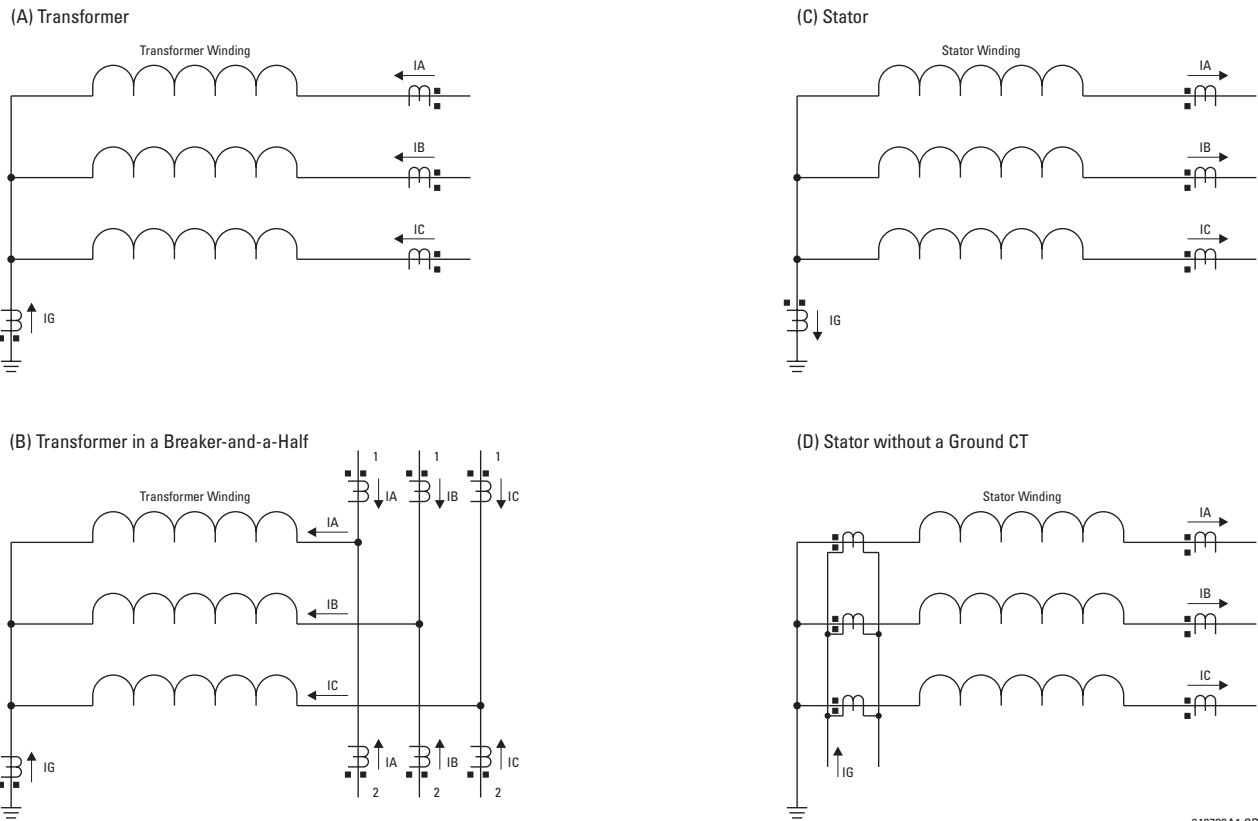 (A) Transformer
Transformer Winding
IA
IB
IC
IG
(C) Stator
Stator Winding
IA
IB
IC
IG
(B) Transformer in a Breaker-and-a-Half
1 1 1
IA IB IC
Transformer Winding
IA
IB
IC
IG
IA IB IC
2 2 2
(D) Stator without a Ground CT
Stator Winding
IA
IB
IC
IG